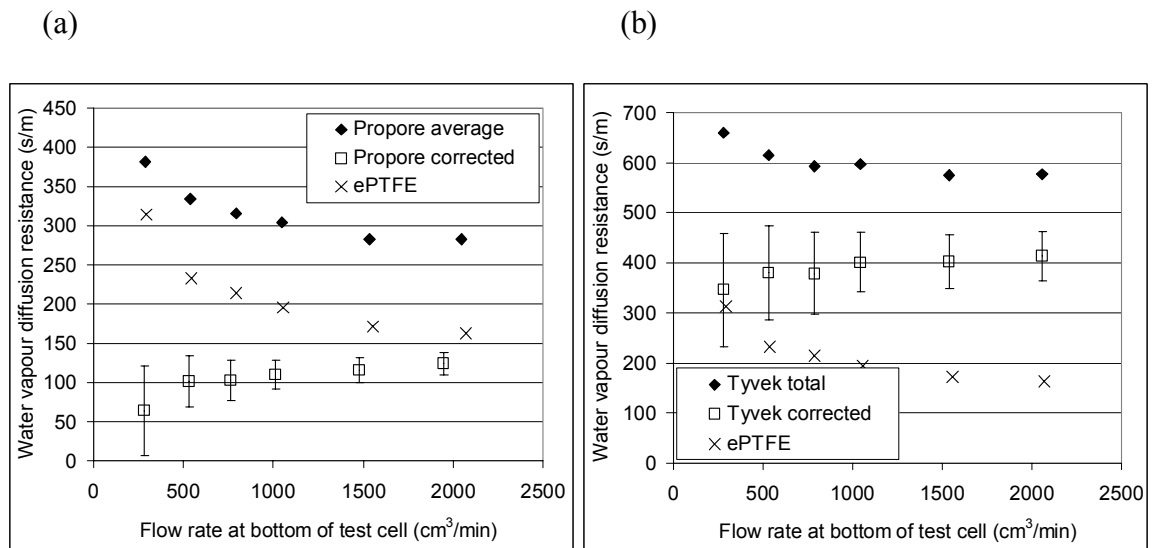 (a)
(b)
Water vapour diffusion resistance (s/m)
450
400
350
300
250
200
150
100
50
0
Propore average
Propore corrected
ePTFE
0 500 1000 1500 2000 2500
Flow rate at bottom of test cell (cm³/min)
Water vapour diffusion resistance (s/m)
700
600
500
400
300
200
100
0
Tyvek total
Tyvek corrected
ePTFE
0 500 1000 1500 2000 2500
Flow rate at bottom of test cell (cm³/min)